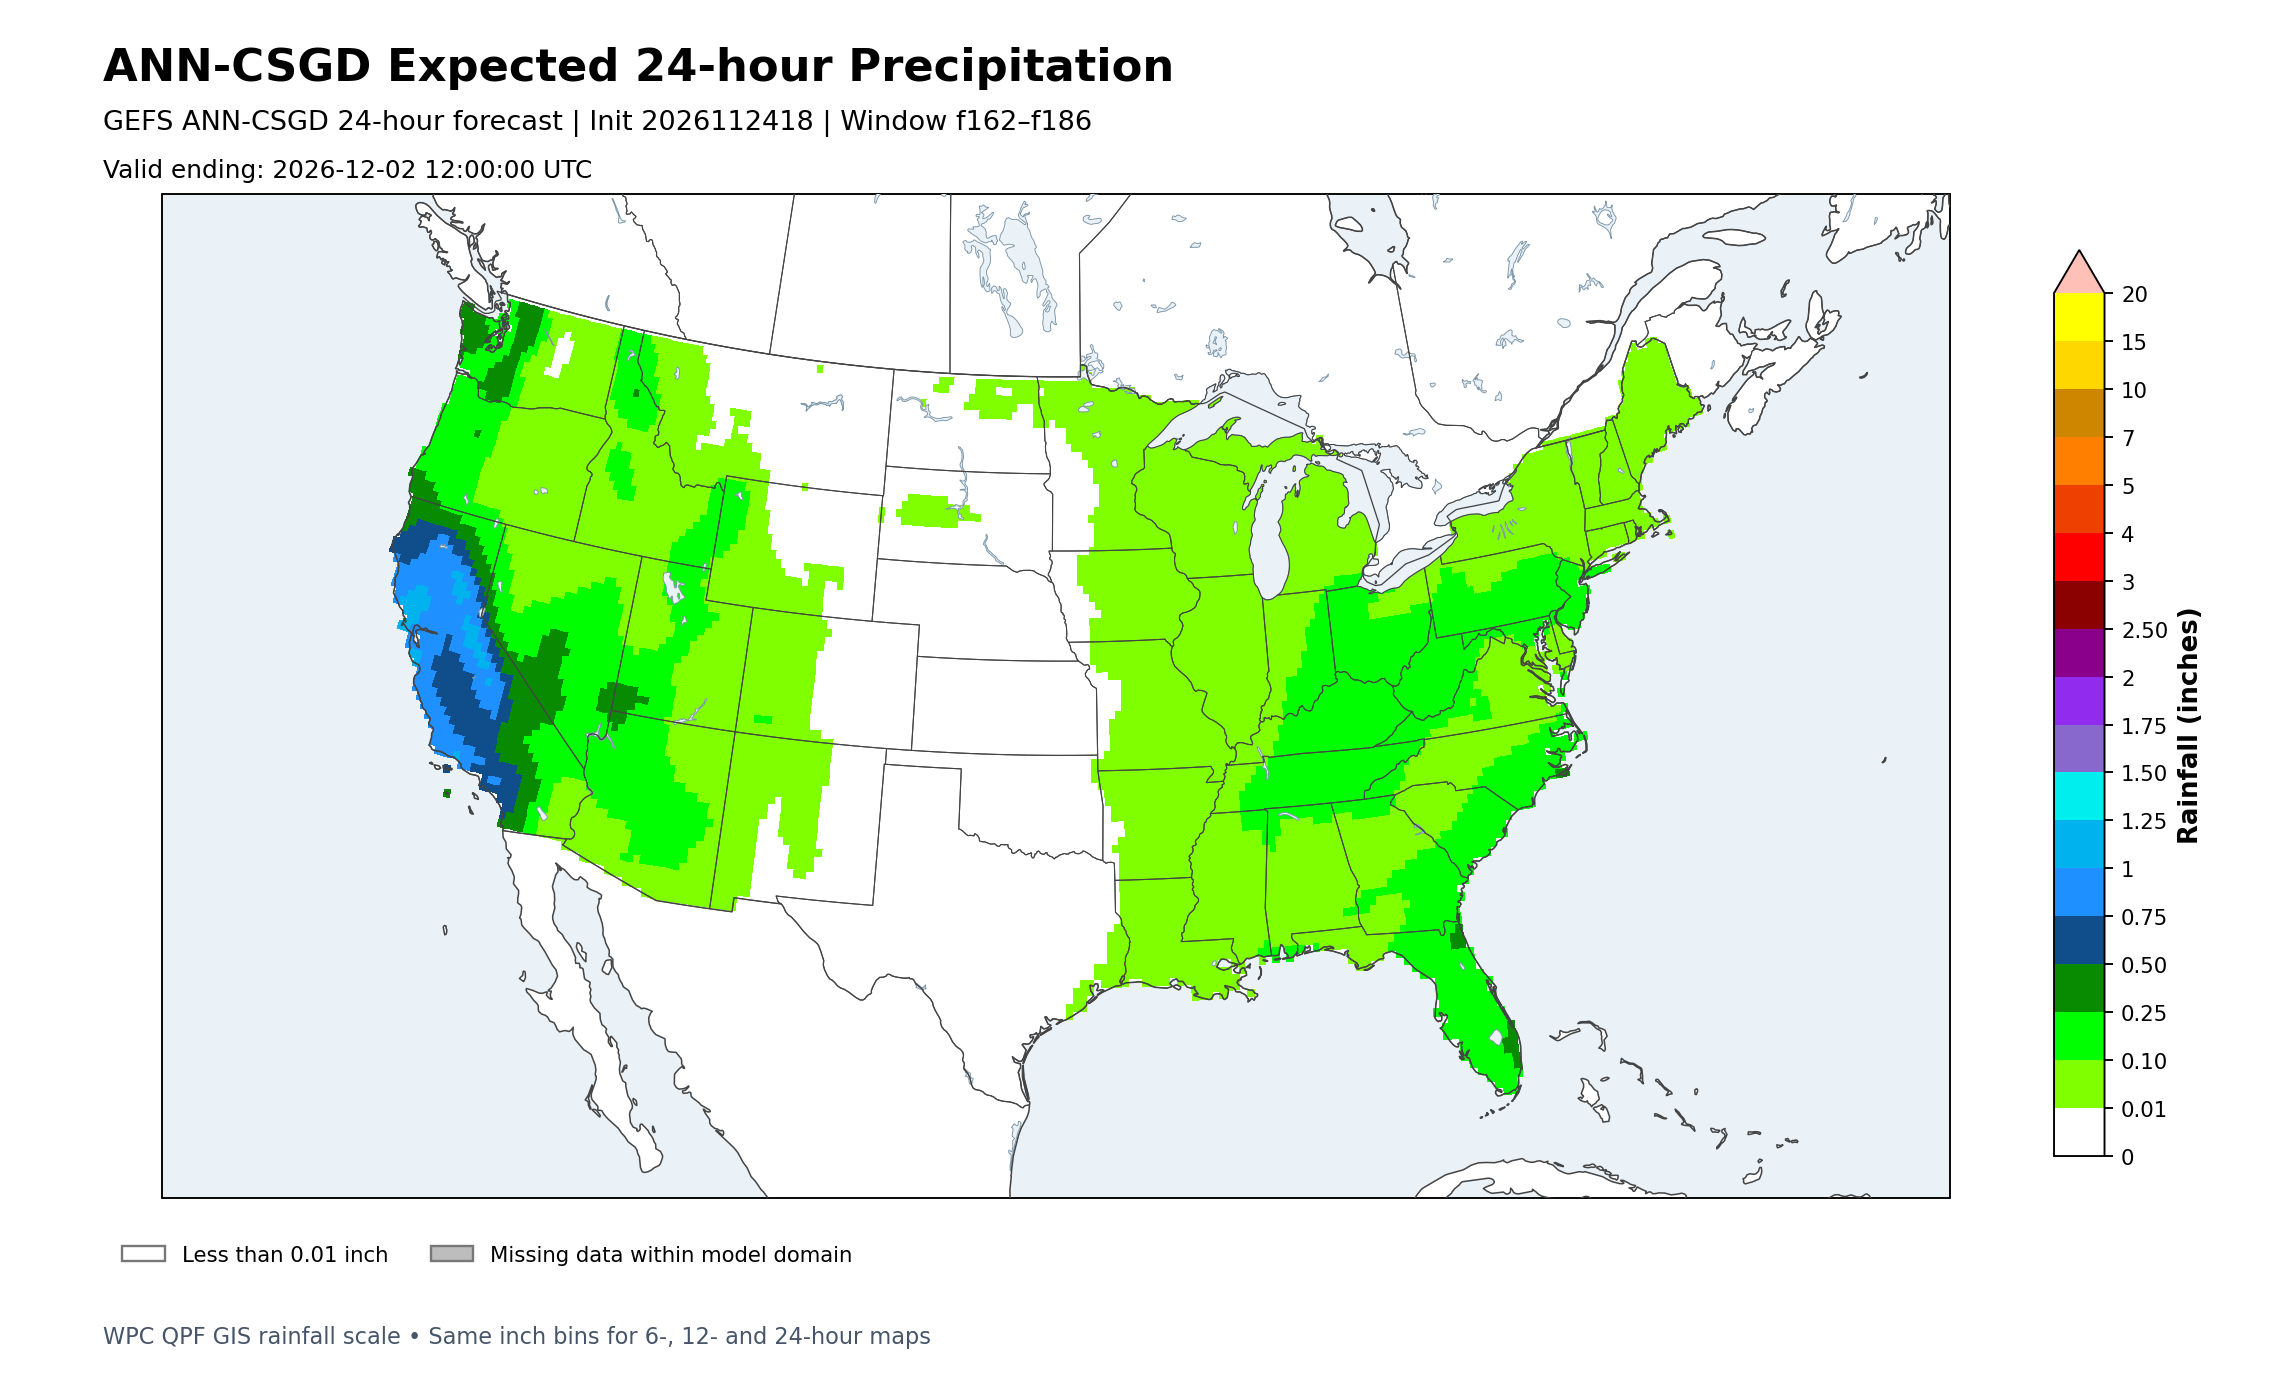 ANN-CSGD Expected 24-hour Precipitation
GEFS ANN-CSGD 24-hour forecast | Init 2026112418 | Window f162–f186
Valid ending: 2026-12-02 12:00:00 UTC
20
15
10
7
5
4
3
2.50
2
1.75
1.50
1.25
1
0.75
0.50
0.25
0.10
0.01
0
Rainfall (inches)
Less than 0.01 inch
Missing data within model domain
WPC QPF GIS rainfall scale • Same inch bins for 6-, 12- and 24-hour maps